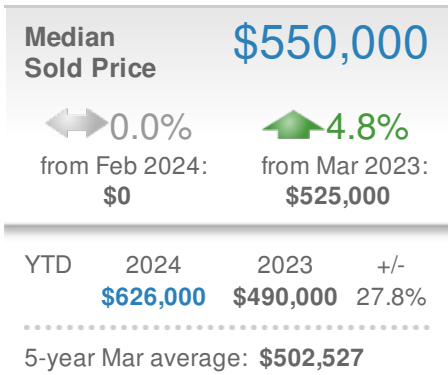 Median $550,000
Sold Price
0.0% 4.8%
from Feb 2024: from Mar 2023:
$0 $525,000
YTD 2024 2023 +/-
$626,000 $490,000 27.8%
5-year Mar average: $502,527